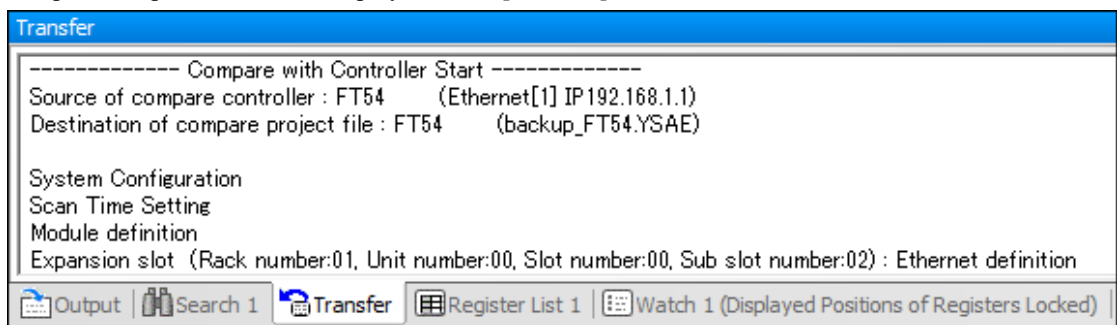 Transfer
------------- Compare with Controller Start -------------
Source of compare controller : FT54 (Ethernet[1] IP192.168.1.1)
Destination of compare project file : FT54 (backup_FT54.YSAE)
System Configuration
Scan Time Setting
Module definition
Expansion slot (Rack number:01, Unit number:00, Slot number:00, Sub slot number:02) : Ethernet definition
Output Search 1 Transfer Register List 1 Watch 1 (Displayed Positions of Registers Locked)